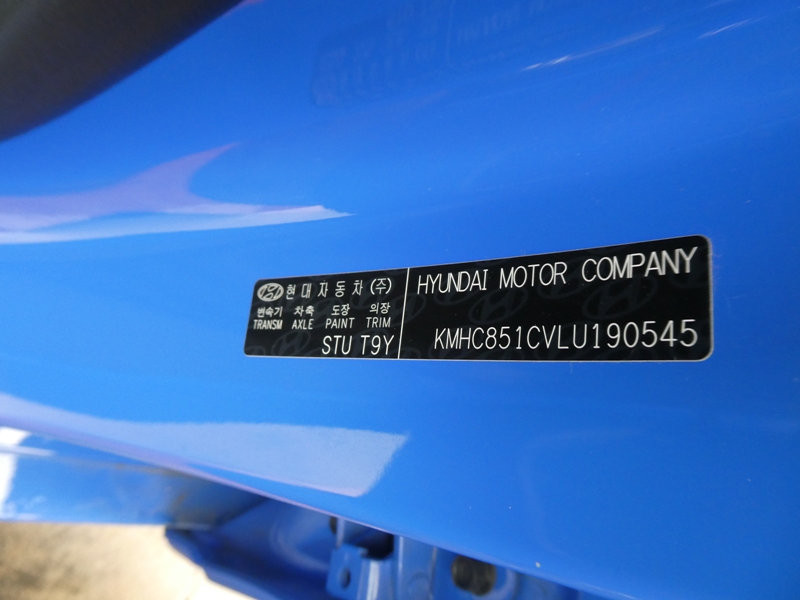 현대자동차(주)
변속기 차축 도장 의장
TRANSM AXLE PAINT TRIM
STU T9Y
HYUNDAI MOTOR COMPANY
KMHC851CVLU190545